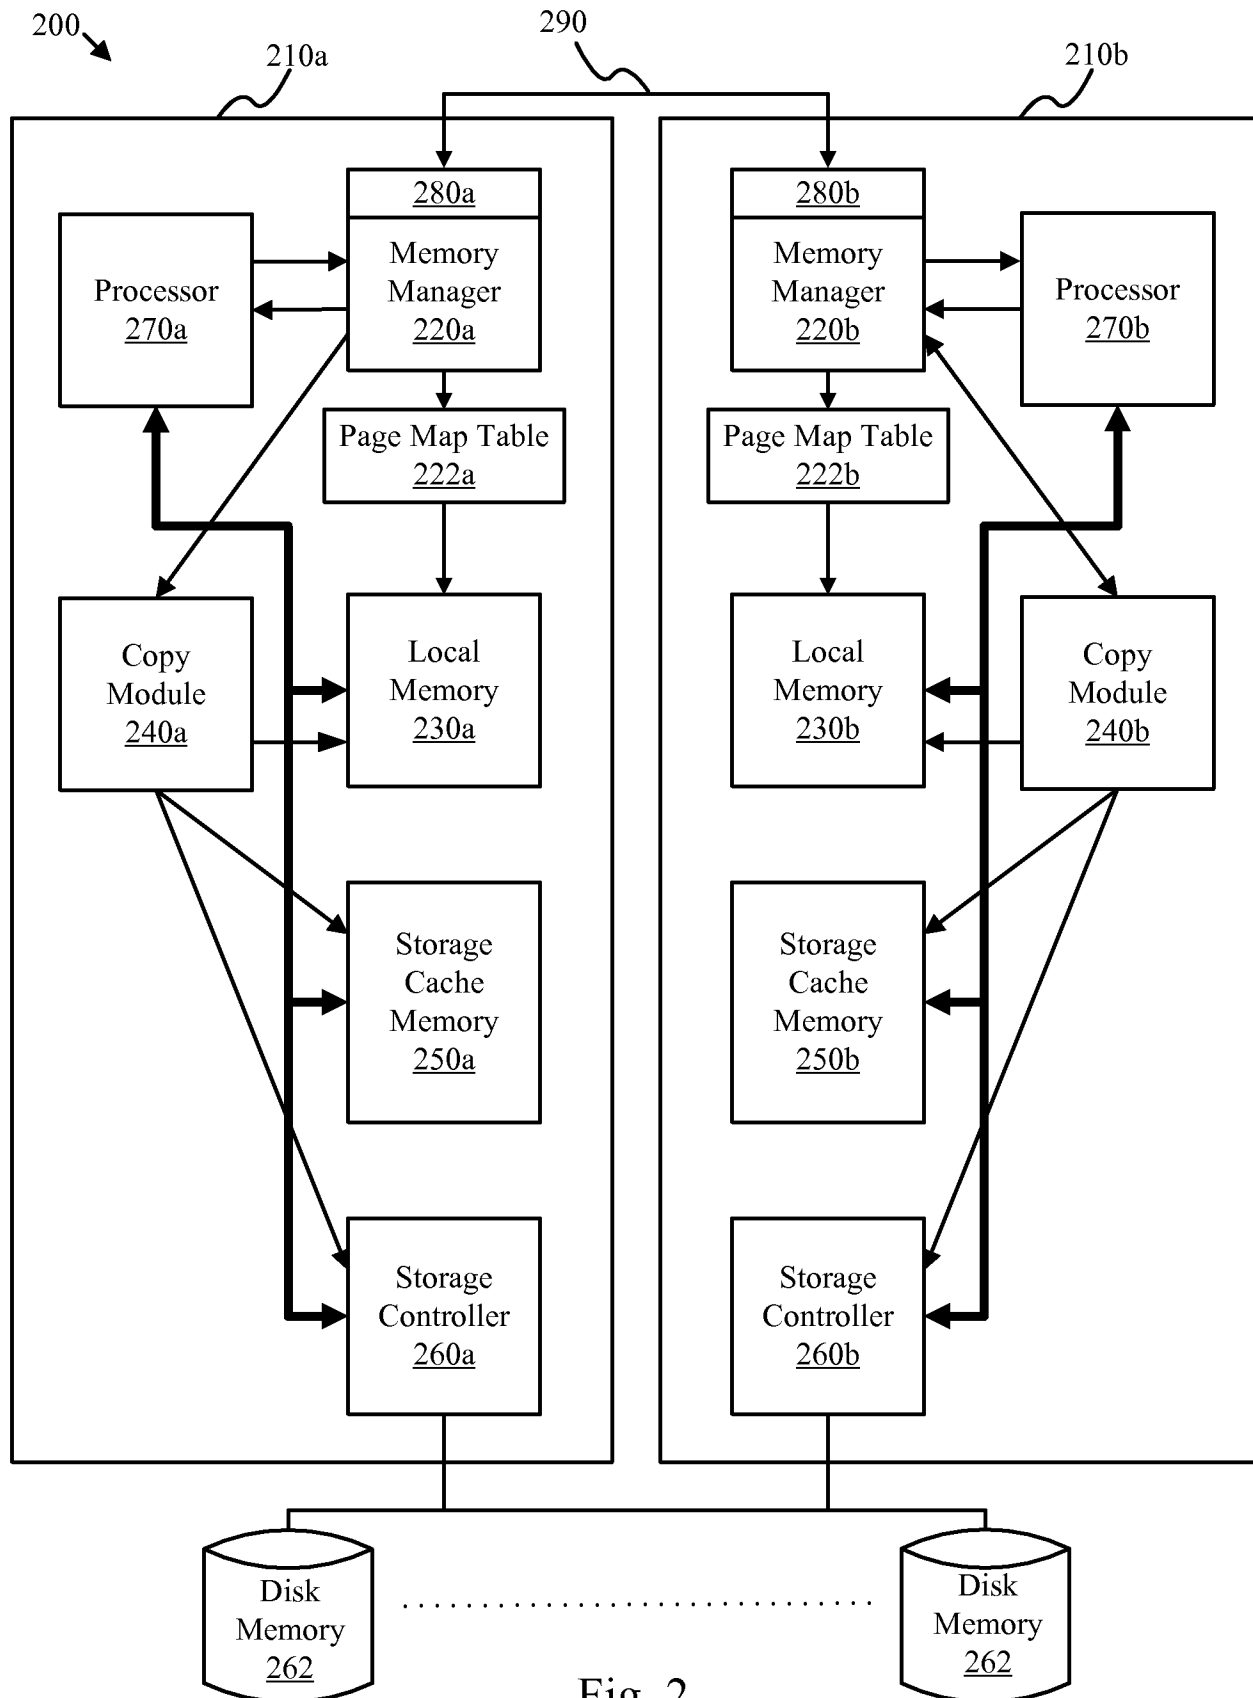 200
290
210a
210b
280a
280b
Memory
Manager
220a
Memory
Manager
220b
Processor
270a
Processor
270b
Page Map Table
222a
Page Map Table
222b
Copy
Module
240a
Local
Memory
230a
Local
Memory
230b
Copy
Module
240b
Storage
Cache
Memory
250a
Storage
Cache
Memory
250b
Storage
Controller
260a
Storage
Controller
260b
Disk
Memory
262
Disk
Memory
262
Fig. 2